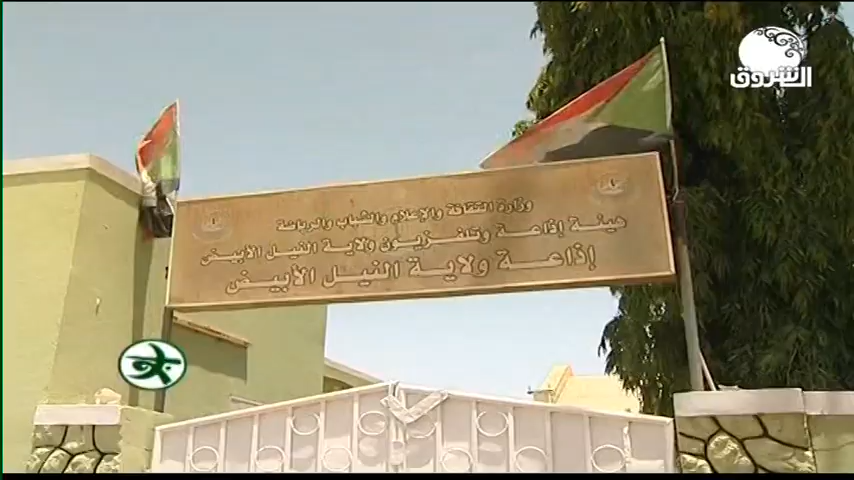 الشروق
وزارة الثقافة والإعلام والشباب والرياضة
هيئة إذاعة وتلفزيون ولاية النيل الأبيض
إذاعة ولاية النيل الأبيض